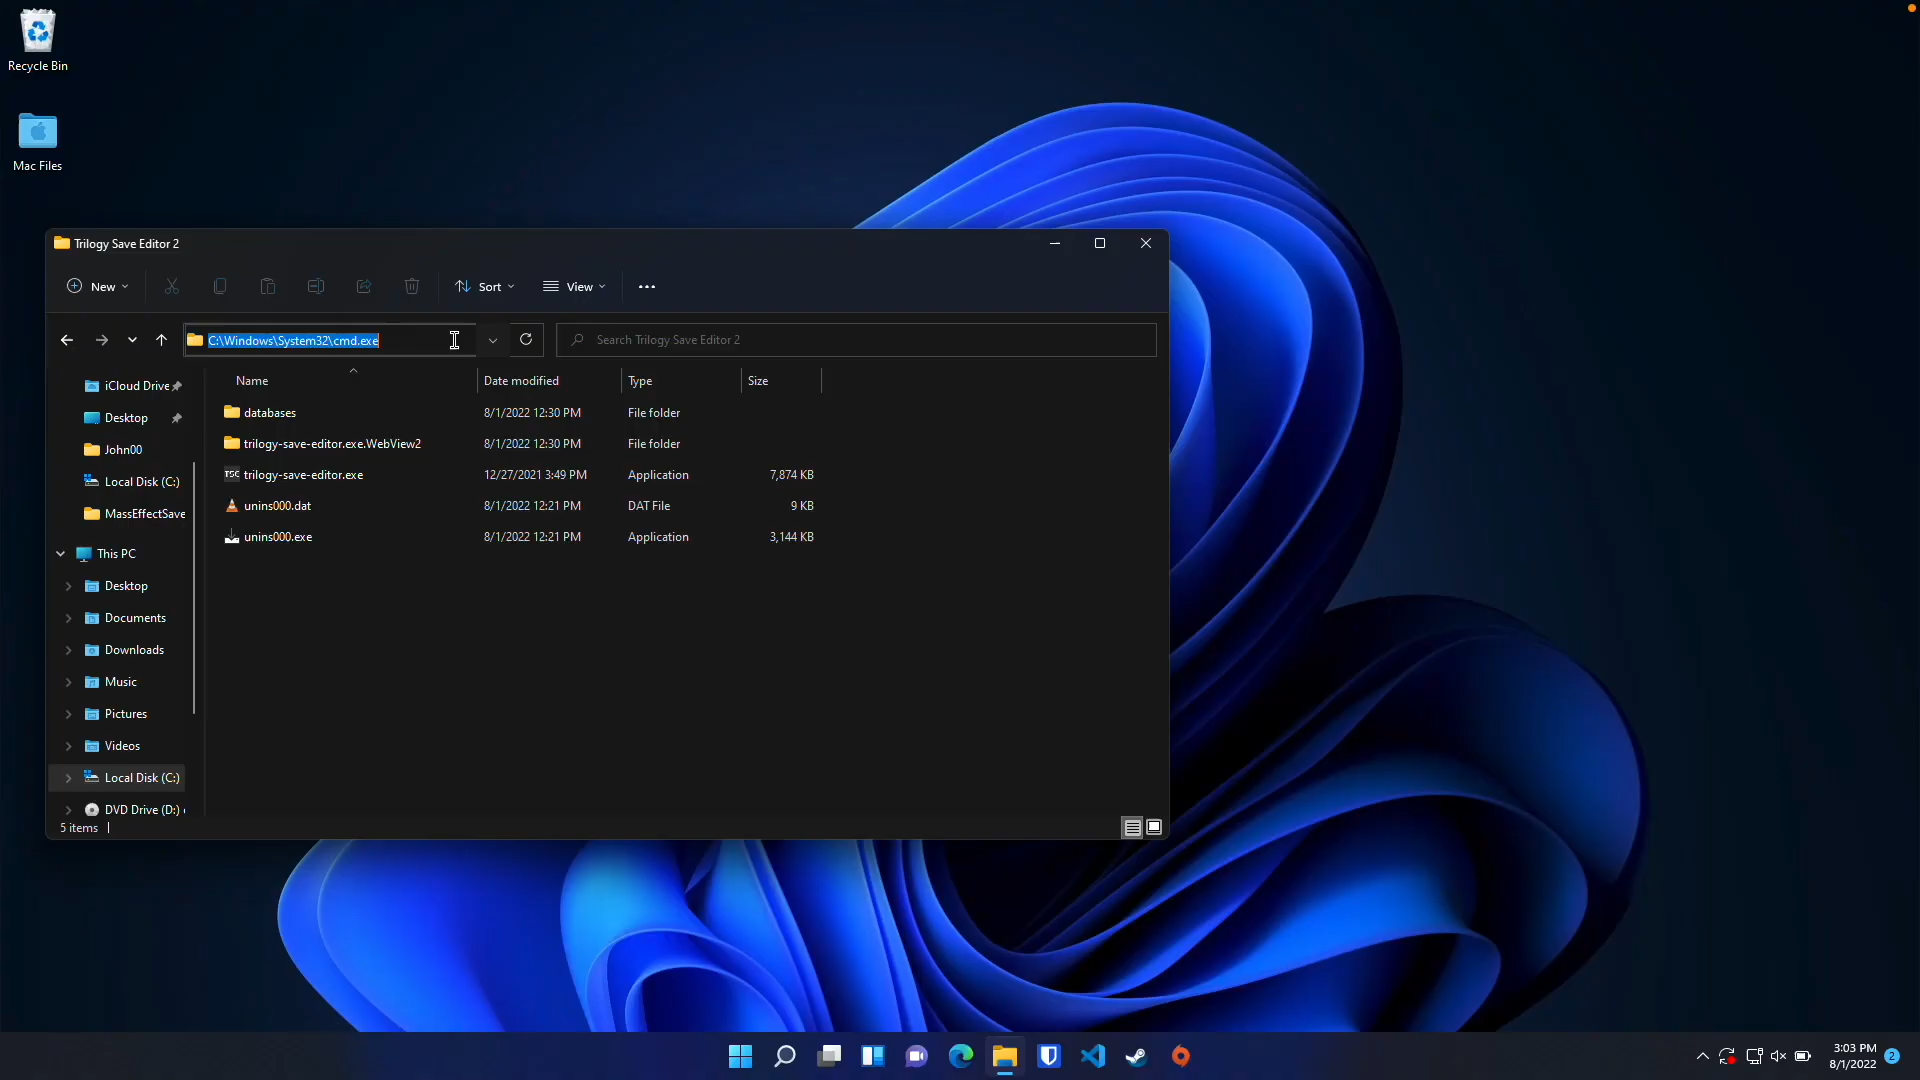 Recycle Bin
Mac Files
Trilogy Save Editor 2
New
Sort
View
C:\Windows\System32\cmd.exe
Search Trilogy Save Editor 2
Name
Date modified
Type
Size
iCloud Drive
Desktop
John00
Local Disk (C:)
MassEffectSave
This PC
Desktop
Documents
Downloads
Music
Pictures
Videos
Local Disk (C:)
DVD Drive (D:)
databases 8/1/2022 12:30 PM File folder
trilogy-save-editor.exe.WebView2 8/1/2022 12:30 PM File folder
TSE trilogy-save-editor.exe 12/27/2021 3:49 PM Application 7,874 KB
unins000.dat 8/1/2022 12:21 PM DAT File 9 KB
unins000.exe 8/1/2022 12:21 PM Application 3,144 KB
5 items
3:03 PM
8/1/2022
2